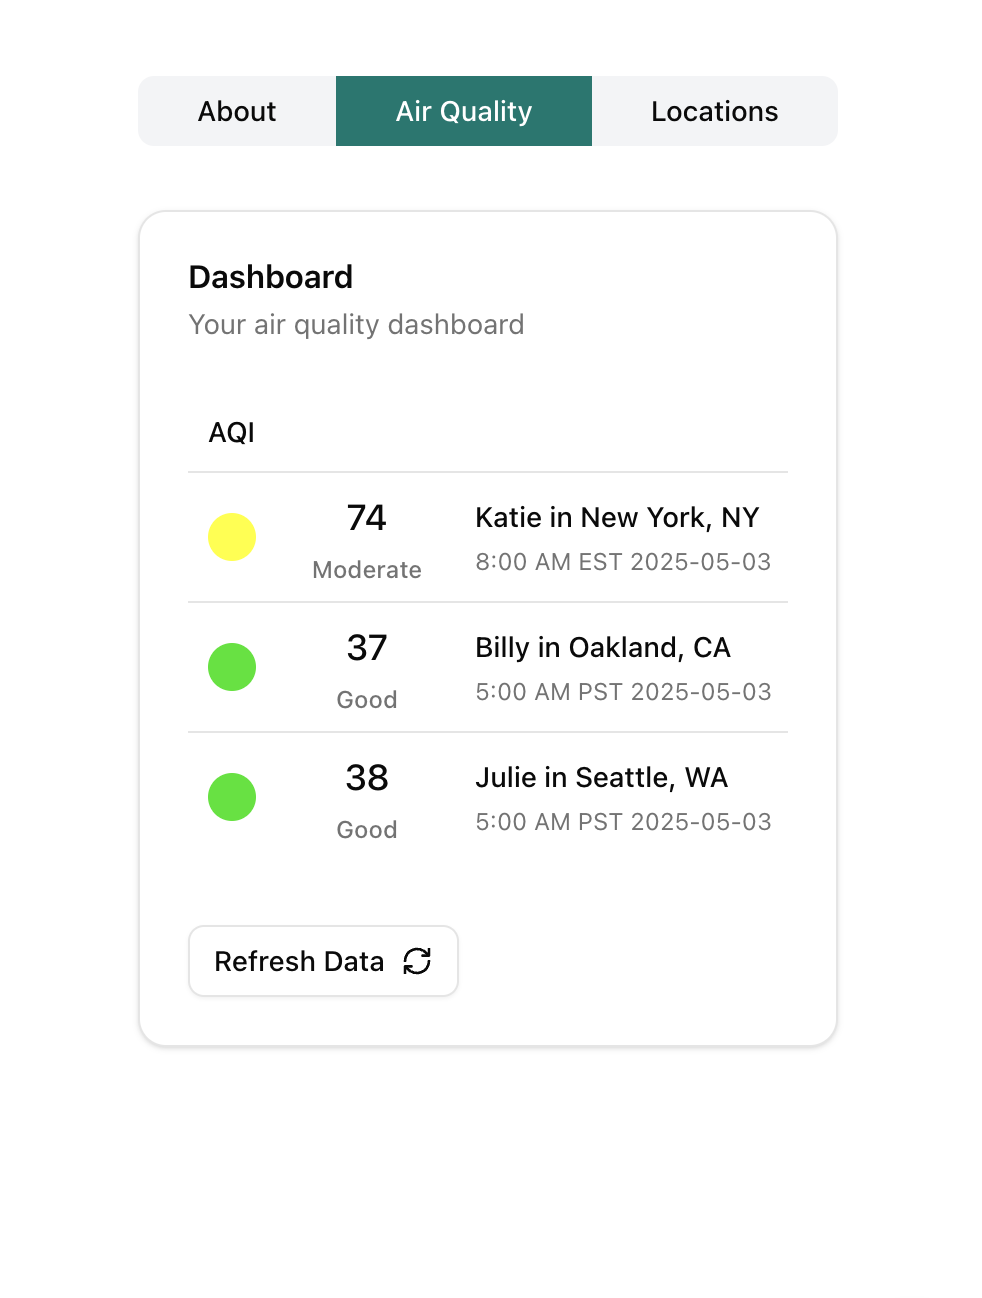 About Air Quality Locations
Dashboard
Your air quality dashboard
AQI
74
Moderate
Katie in New York, NY
8:00 AM EST 2025-05-03
37
Good
Billy in Oakland, CA
5:00 AM PST 2025-05-03
38
Good
Julie in Seattle, WA
5:00 AM PST 2025-05-03
Refresh Data